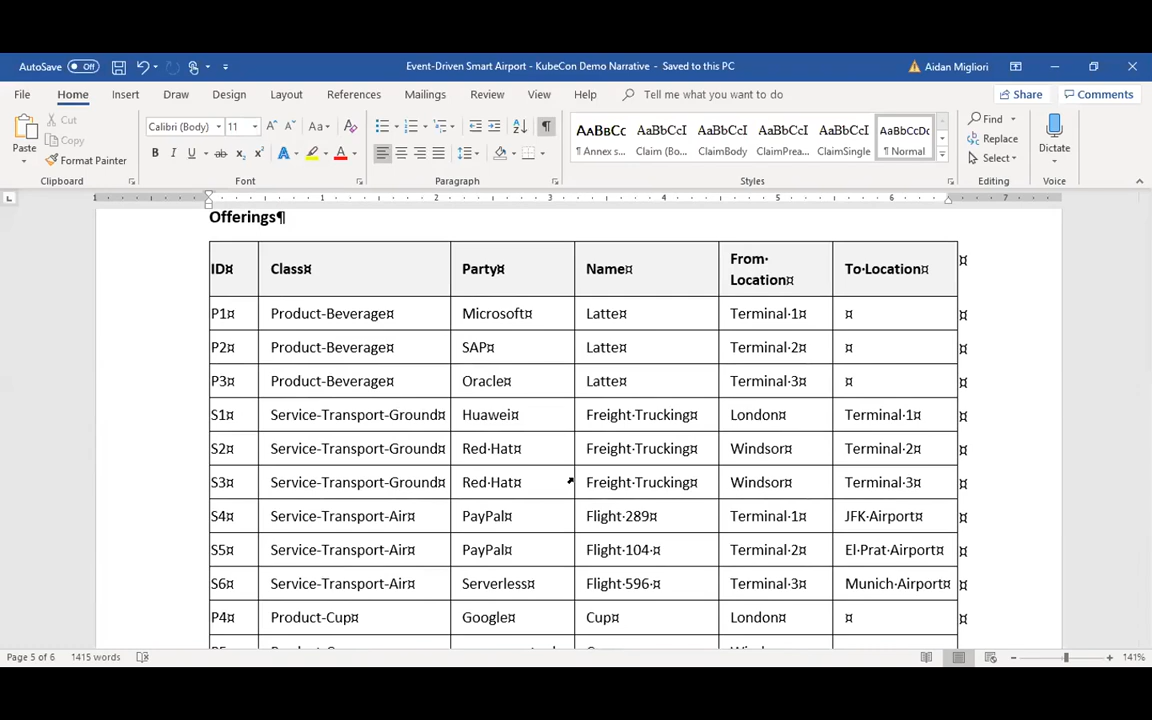 AutoSave Off Event-Driven Smart Airport - KubeCon Demo Narrative – Saved to this PC Aidan Migliori
File Home Insert Draw Design Layout References Mailings Review View Help Tell me what you want to do Share Comments
Paste Cut Copy Format Painter
Calibri (Body) 11
AaBbCc AaBbCcI AaBbCcI AaBbCcI AaBbCcI AaBbCcDc
¶ Annex s... Claim (Bo... ClaimBody ClaimPrea... ClaimSingle ¶ Normal
Find Replace Select
Dictate
Clipboard Font Paragraph Styles Editing Voice
1 1 2 3 4 5 6 7
Offerings¶
ID¤ Class¤ Party¤ Name¤ From· Location¤ To·Location¤ ¤
P1¤ Product-Beverage¤ Microsoft¤ Latte¤ Terminal·1¤ ¤ ¤
P2¤ Product-Beverage¤ SAP¤ Latte¤ Terminal·2¤ ¤ ¤
P3¤ Product-Beverage¤ Oracle¤ Latte¤ Terminal·3¤ ¤ ¤
S1¤ Service-Transport-Ground¤ Huawei¤ Freight·Trucking¤ London¤ Terminal·1¤ ¤
S2¤ Service-Transport-Ground¤ Red·Hat¤ Freight·Trucking¤ Windsor¤ Terminal·2¤ ¤
S3¤ Service-Transport-Ground¤ Red·Hat¤ Freight·Trucking¤ Windsor¤ Terminal·3¤ ¤
S4¤ Service-Transport-Air¤ PayPal¤ Flight·289¤ Terminal·1¤ JFK·Airport¤ ¤
S5¤ Service-Transport-Air¤ PayPal¤ Flight·104·¤ Terminal·2¤ El·Prat·Airport¤ ¤
S6¤ Service-Transport-Air¤ Serverless¤ Flight·596·¤ Terminal·3¤ Munich·Airport¤ ¤
P4¤ Product-Cup¤ Google¤ Cup¤ London¤ ¤ ¤
Page 5 of 6 1415 words 141%